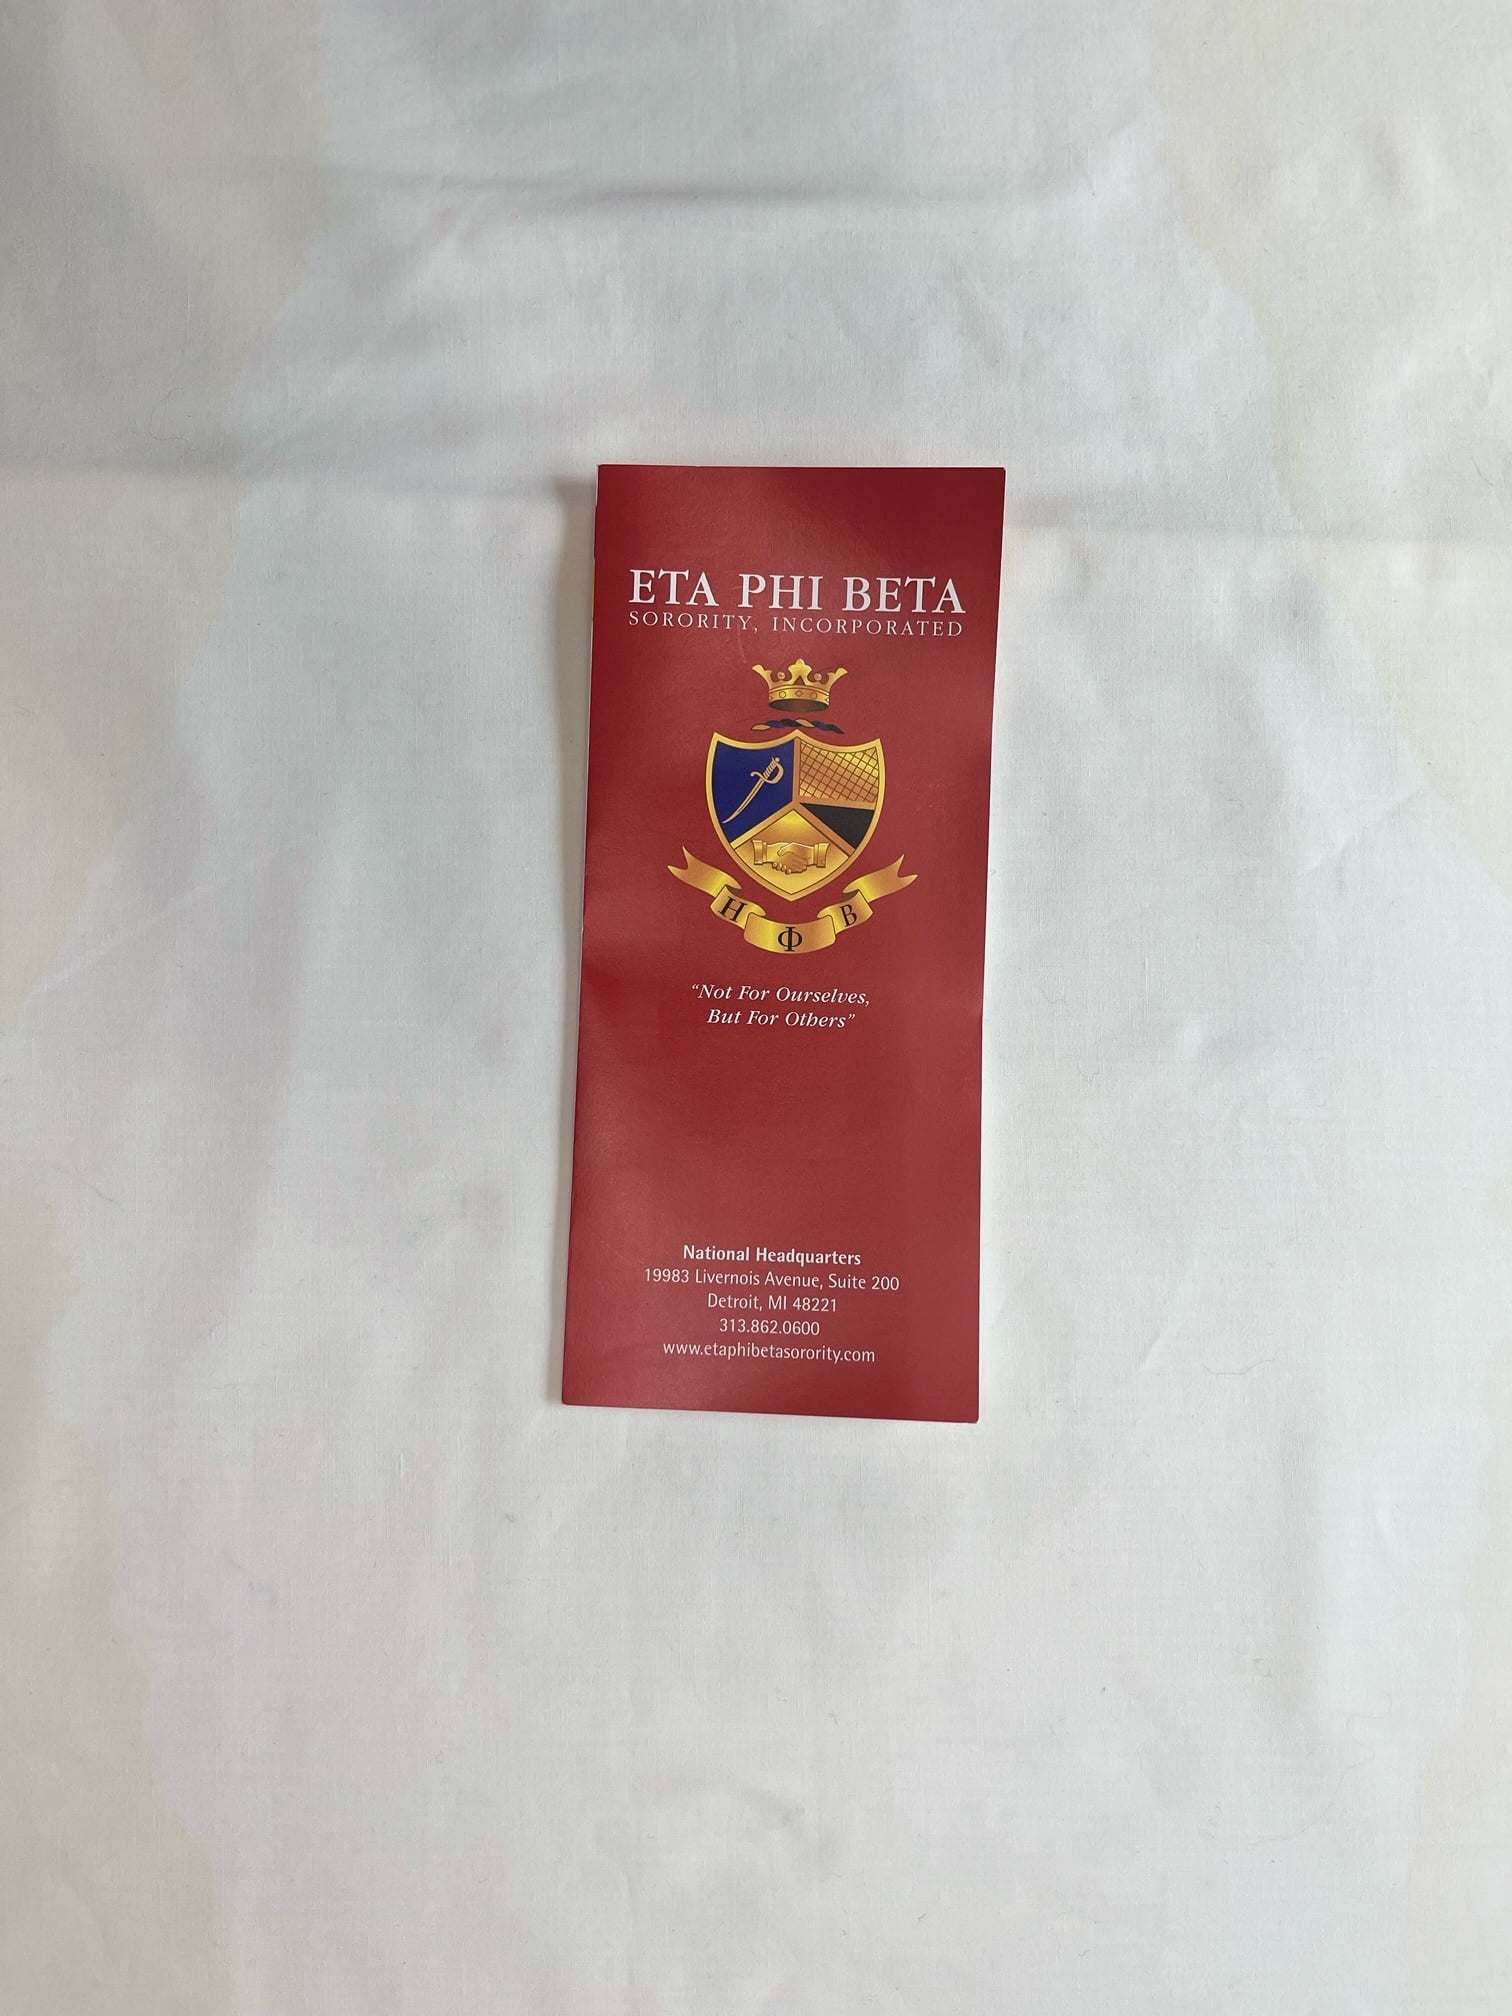 ETA PHI BETA
SORORITY, INCORPORATED
Η Φ Β
“Not For Ourselves,
But For Others”
National Headquarters
19983 Livernois Avenue, Suite 200
Detroit, MI 48221
313.862.0600
www.etaphibetasorority.com